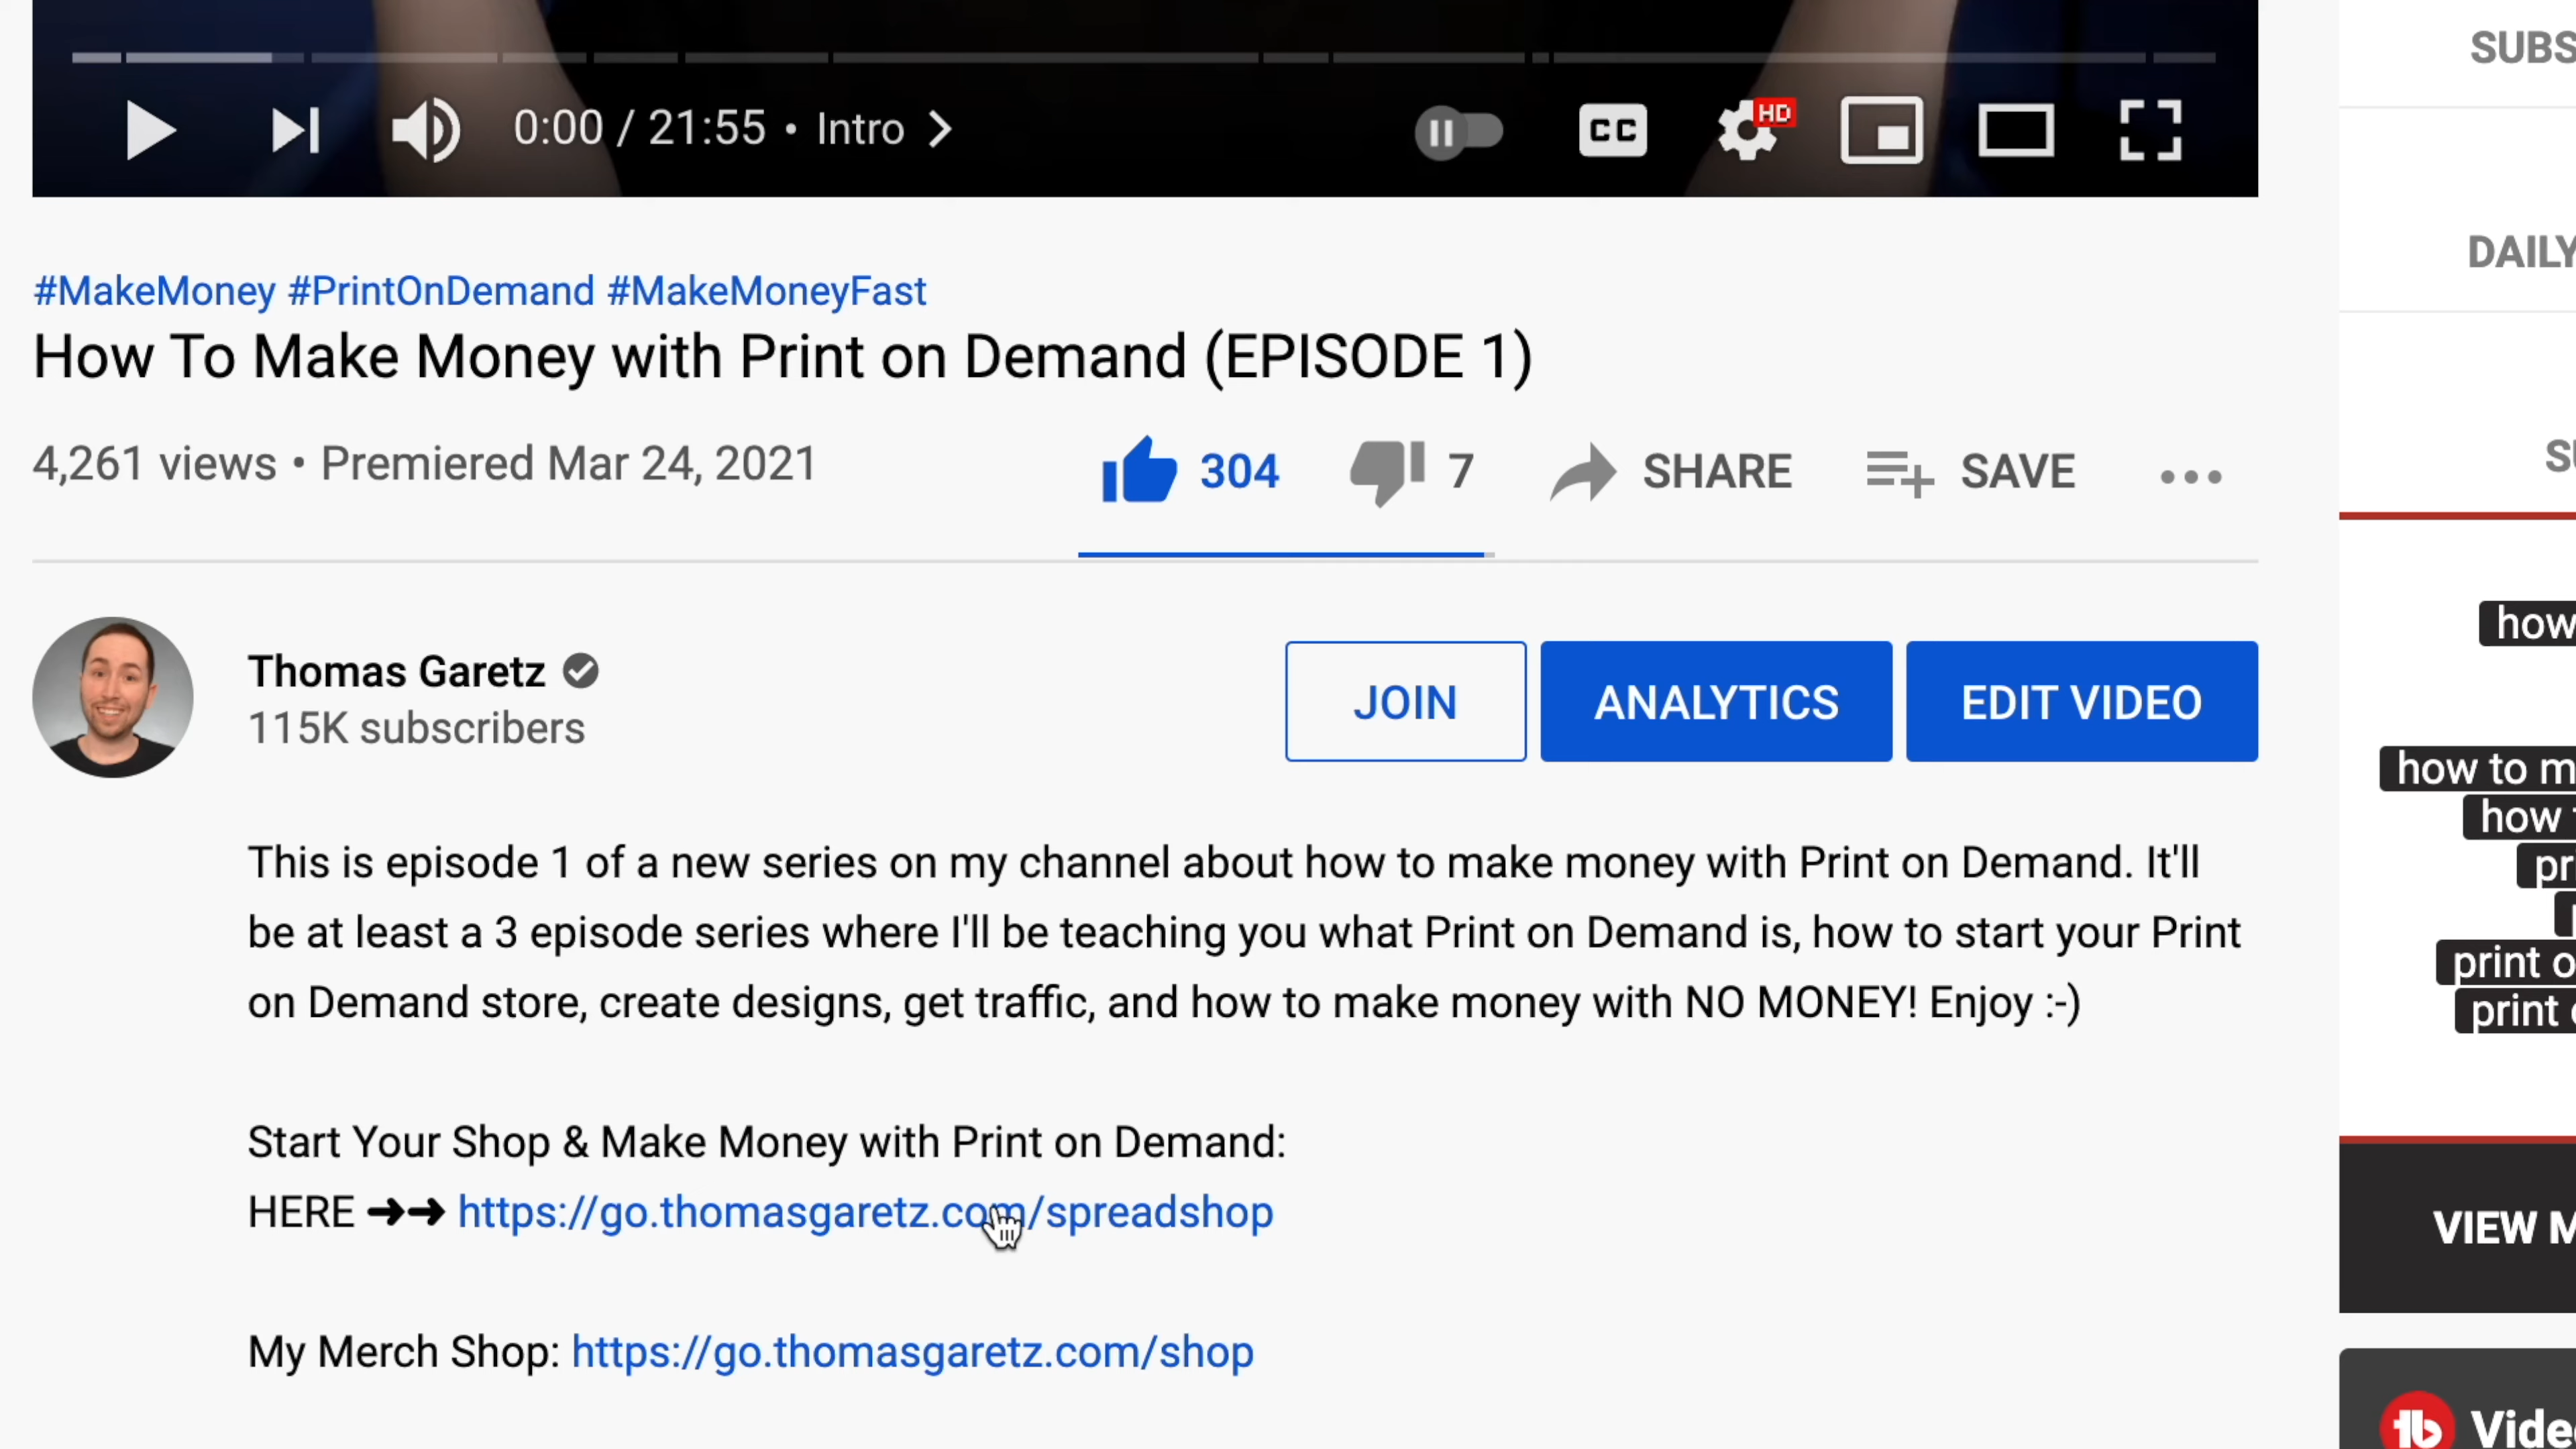 0:00 / 21:55 • Intro >
CC
HD
#MakeMoney #PrintOnDemand #MakeMoneyFast
How To Make Money with Print on Demand (EPISODE 1)
4,261 views • Premiered Mar 24, 2021
304
7
SHARE
SAVE
Thomas Garetz
115K subscribers
JOIN
ANALYTICS
EDIT VIDEO
This is episode 1 of a new series on my channel about how to make money with Print on Demand. It'll
be at least a 3 episode series where I'll be teaching you what Print on Demand is, how to start your Print
on Demand store, create designs, get traffic, and how to make money with NO MONEY! Enjoy :-)
Start Your Shop & Make Money with Print on Demand:
HERE ➜➜ https://go.thomasgaretz.com/spreadshop
My Merch Shop: https://go.thomasgaretz.com/shop
SUBS
DAILY
how
how to m
how
print o
print
VIEW M
tb Vide